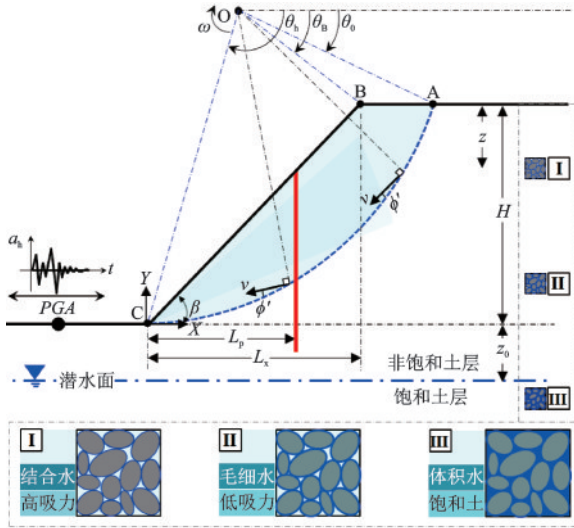 O
ω
θh
θB
θ0
B
A
z
I
v
ϕ'
H
II
ah
t
PGA
Y
v
ϕ'
C
β
X
Lp
Lx
z0
非饱和土层
潜水面
饱和土层
III
I
II
III
结合水
毛细水
体积水
高吸力
低吸力
饱和土